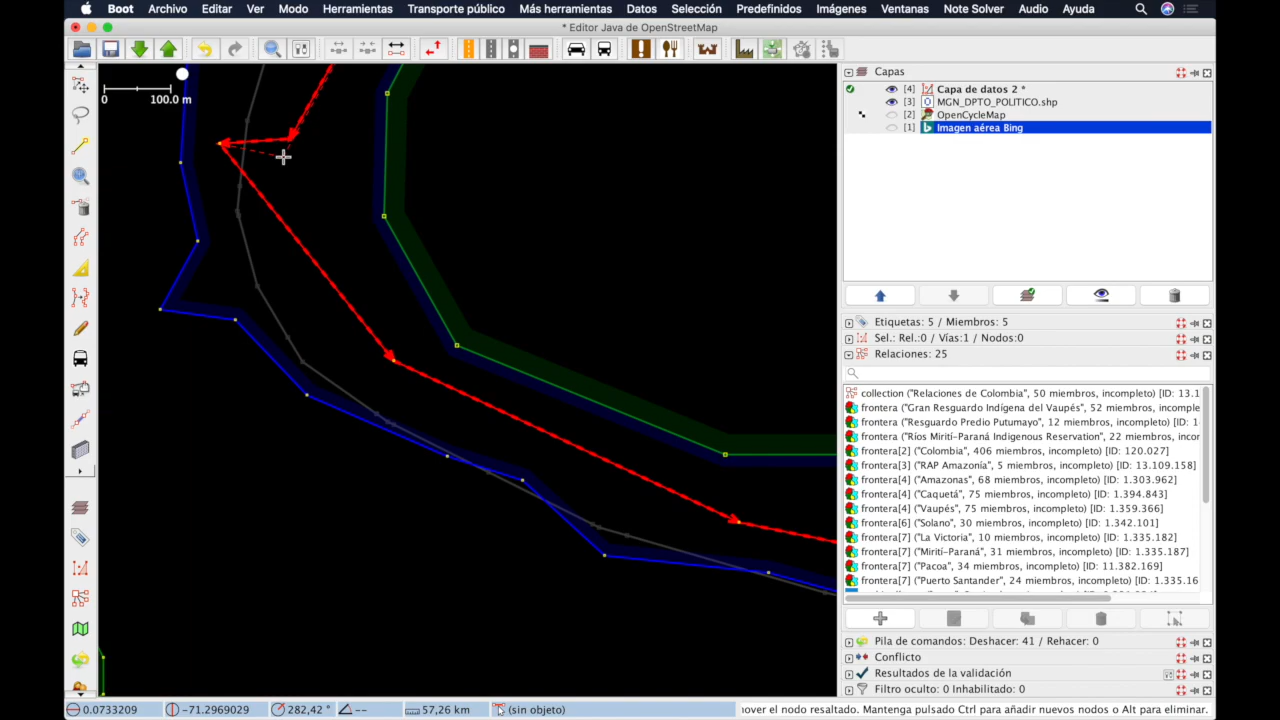 Boot Archivo Editar Ver Modo Herramientas Transporte público Más herramientas Datos Selección Predefinidos Imágenes Ventanas Note Solver Audio Ayuda
* Editor Java de OpenStreetMap
0 100.0 m
Capas
[4] Capa de datos 2 *
[3] MGN_DPTO_POLITICO.shp
[2] OpenCycleMap
[1] Imagen aérea Bing
Etiquetas: 5 / Miembros: 5
Sel.: Rel.:0 / Vías:1 / Nodos:0
Relaciones: 25
collection ("Relaciones de Colombia", 50 miembros, incompleto) [ID: 13.1
frontera ("Gran Resguardo Indígena del Vaupés", 52 miembros, incomple
frontera ("Resguardo Predio Putumayo", 12 miembros, incompleto) [ID: 1
frontera ("Ríos Mirití-Paraná Indigenous Reservation", 22 miembros, incor
frontera[2] ("Colombia", 406 miembros, incompleto) [ID: 120.027]
frontera[3] ("RAP Amazonía", 5 miembros, incompleto) [ID: 13.109.158]
frontera[4] ("Amazonas", 68 miembros, incompleto) [ID: 1.303.962]
frontera[4] ("Caquetá", 75 miembros, incompleto) [ID: 1.394.843]
frontera[4] ("Vaupés", 75 miembros, incompleto) [ID: 1.359.366]
frontera[6] ("Solano", 30 miembros, incompleto) [ID: 1.342.101]
frontera[7] ("La Victoria", 10 miembros, incompleto) [ID: 1.335.182]
frontera[7] ("Mirití-Paraná", 31 miembros, incompleto) [ID: 1.335.187]
frontera[7] ("Pacoa", 34 miembros, incompleto) [ID: 11.382.169]
frontera[7] ("Puerto Santander", 24 miembros, incompleto) [ID: 1.335.16
Pila de comandos: Deshacer: 41 / Rehacer: 0
Conflicto
Resultados de la validación
Filtro oculto: 0 Inhabilitado: 0
0.0733209 -71.2969029 282,42 ° -- 57,26 km (sin objeto) nover el nodo resaltado. Mantenga pulsado Ctrl para añadir nuevos nodos o Alt para eliminar.